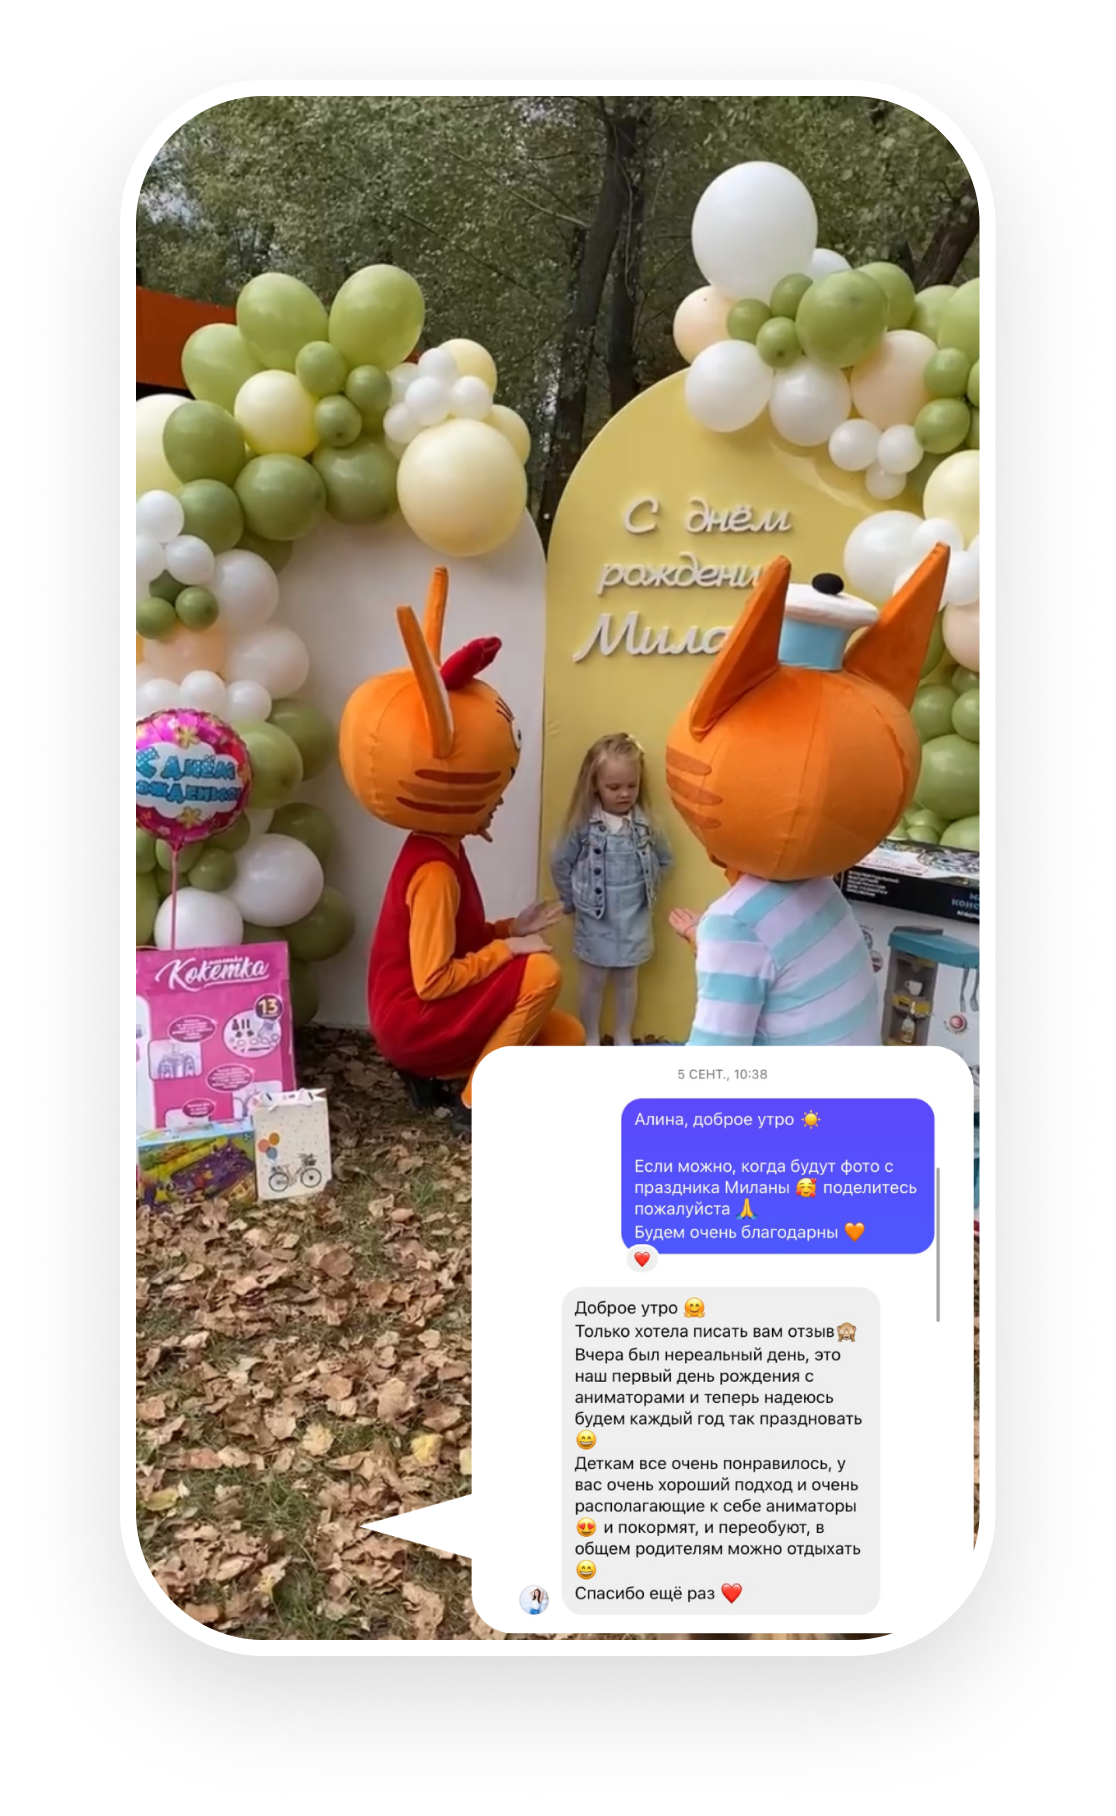 С днём
рождени
Мила
С ДНЁМ
РОЖДЕНИЯ
маленькая
Кокетка
13
5 СЕНТ., 10:38
Алина, доброе утро ☀️
Если можно, когда будут фото с
праздника Миланы 🥰 поделитесь
пожалуйста 🙏
Будем очень благодарны 🧡
❤️
Доброе утро 🤗
Только хотела писать вам отзыв🙈
Вчера был нереальный день, это
наш первый день рождения с
аниматорами и теперь надеюсь
будем каждый год так праздновать
😄
Деткам все очень понравилось, у
вас очень хороший подход и очень
располагающие к себе аниматоры
😍 и покормят, и переобуют, в
общем родителям можно отдыхать
😄
Спасибо ещё раз ❤️